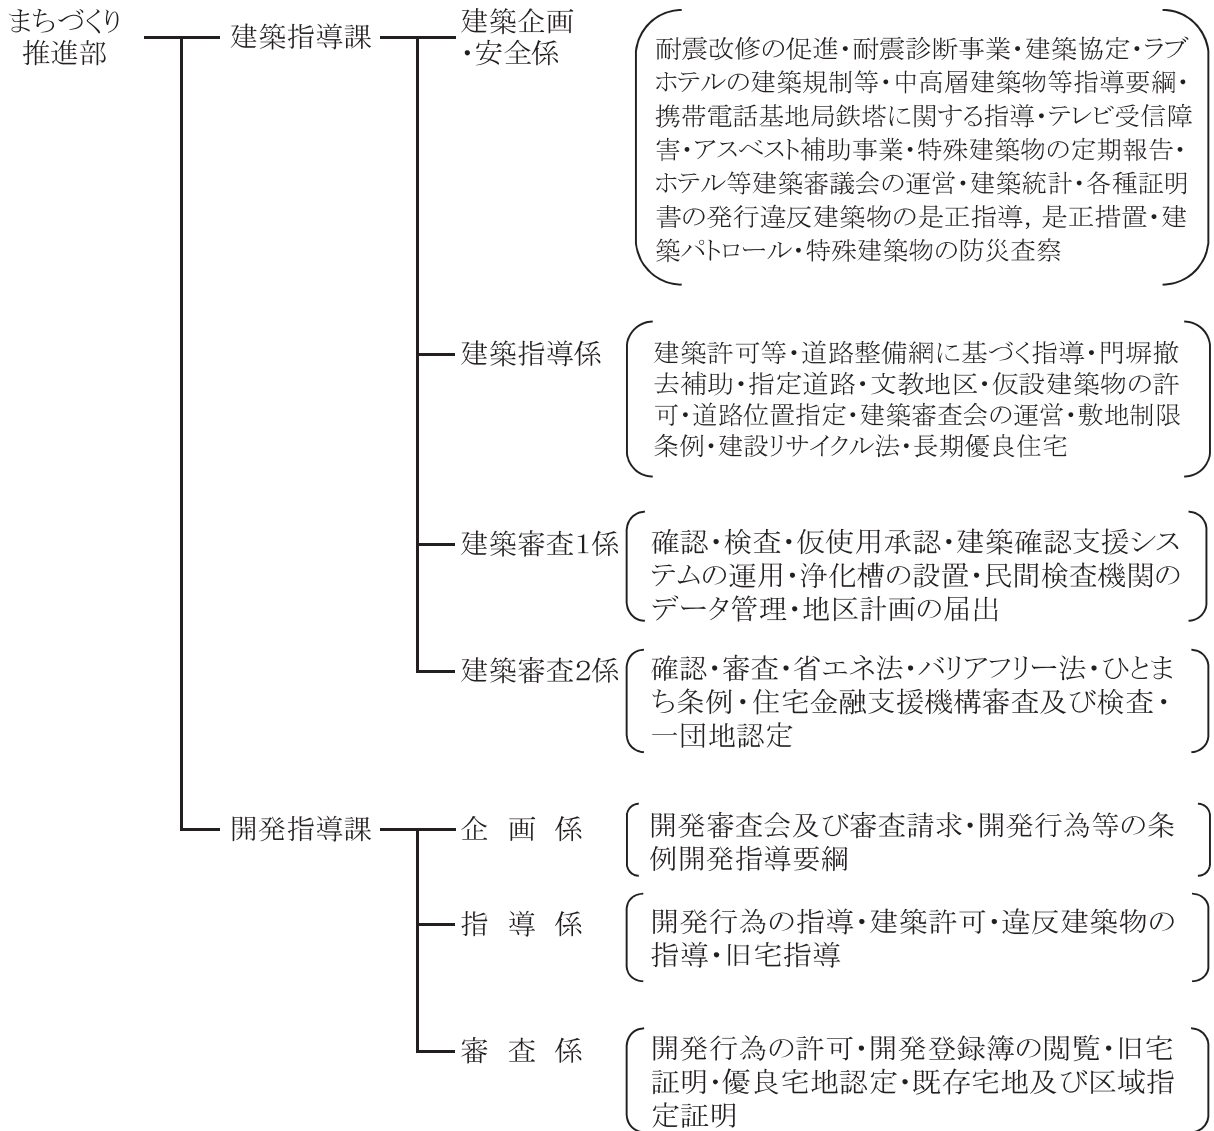 まちづくり
推進部
建築指導課
建築企画
・安全係
耐震改修の促進・耐震診断事業・建築協定・ラブ
ホテルの建築規制等・中高層建築物等指導要綱・
携帯電話基地局鉄塔に関する指導・テレビ受信障
害・アスベスト補助事業・特殊建築物の定期報告・
ホテル等建築審議会の運営・建築統計・各種証明
書の発行違反建築物の是正指導, 是正措置・建
築パトロール・特殊建築物の防災査察
建築指導係
建築許可等・道路整備網に基づく指導・門塀撤
去補助・指定道路・文教地区・仮設建築物の許
可・道路位置指定・建築審査会の運営・敷地制限
条例・建設リサイクル法・長期優良住宅
建築審査1係
確認・検査・仮使用承認・建築確認支援シス
テムの運用・浄化槽の設置・民間検査機関の
データ管理・地区計画の届出
建築審査2係
確認・審査・省エネ法・バリアフリー法・ひとま
ち条例・住宅金融支援機構審査及び検査・
一団地認定
開発指導課
企 画 係
開発審査会及び審査請求・開発行為等の条
例開発指導要綱
指 導 係
開発行為の指導・建築許可・違反建築物の
指導・旧宅指導
審 査 係
開発行為の許可・開発登録簿の閲覧・旧宅
証明・優良宅地認定・既存宅地及び区域指
定証明